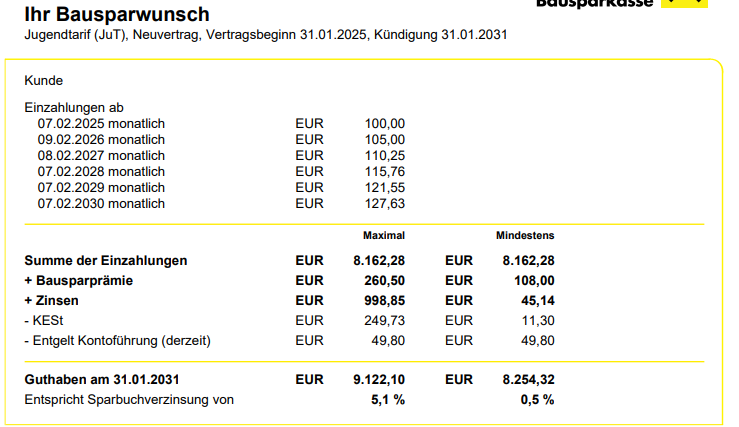 Bausparkasse
Ihr Bausparwunsch
Jugendtarif (JuT), Neuvertrag, Vertragsbeginn 31.01.2025, Kündigung 31.01.2031
Kunde
Einzahlungen ab
07.02.2025 monatlich EUR 100,00
09.02.2026 monatlich EUR 105,00
08.02.2027 monatlich EUR 110,25
07.02.2028 monatlich EUR 115,76
07.02.2029 monatlich EUR 121,55
07.02.2030 monatlich EUR 127,63
Maximal Mindestens
Summe der Einzahlungen EUR 8.162,28 EUR 8.162,28
+ Bausparprämie EUR 260,50 EUR 108,00
+ Zinsen EUR 998,85 EUR 45,14
- KESt EUR 249,73 EUR 11,30
- Entgelt Kontoführung (derzeit) EUR 49,80 EUR 49,80
Guthaben am 31.01.2031 EUR 9.122,10 EUR 8.254,32
Entspricht Sparbuchverzinsung von 5,1 % 0,5 %